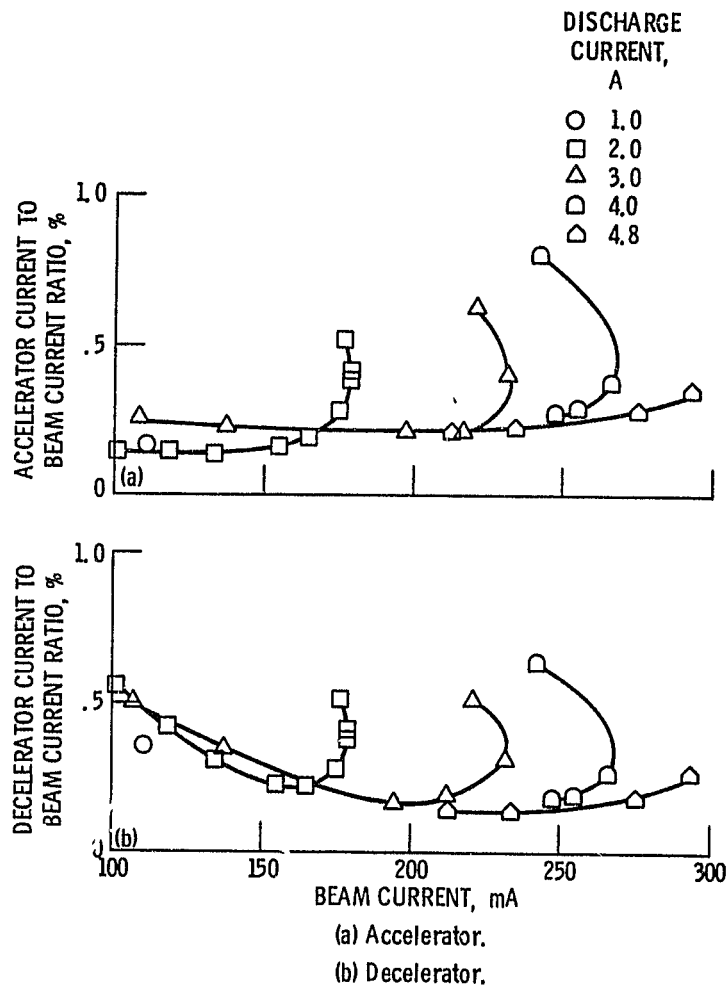 DISCHARGE
CURRENT,
A
1.0
2.0
3.0
4.0
4.8
ACCELERATOR CURRENT TO
BEAM CURRENT RATIO, %
1.0
.5
0
(a)
DECELERATOR CURRENT TO
BEAM CURRENT RATIO, %
1.0
.5
0
(b)
100
150
200
250
300
BEAM CURRENT, mA
(a) Accelerator.
(b) Decelerator.